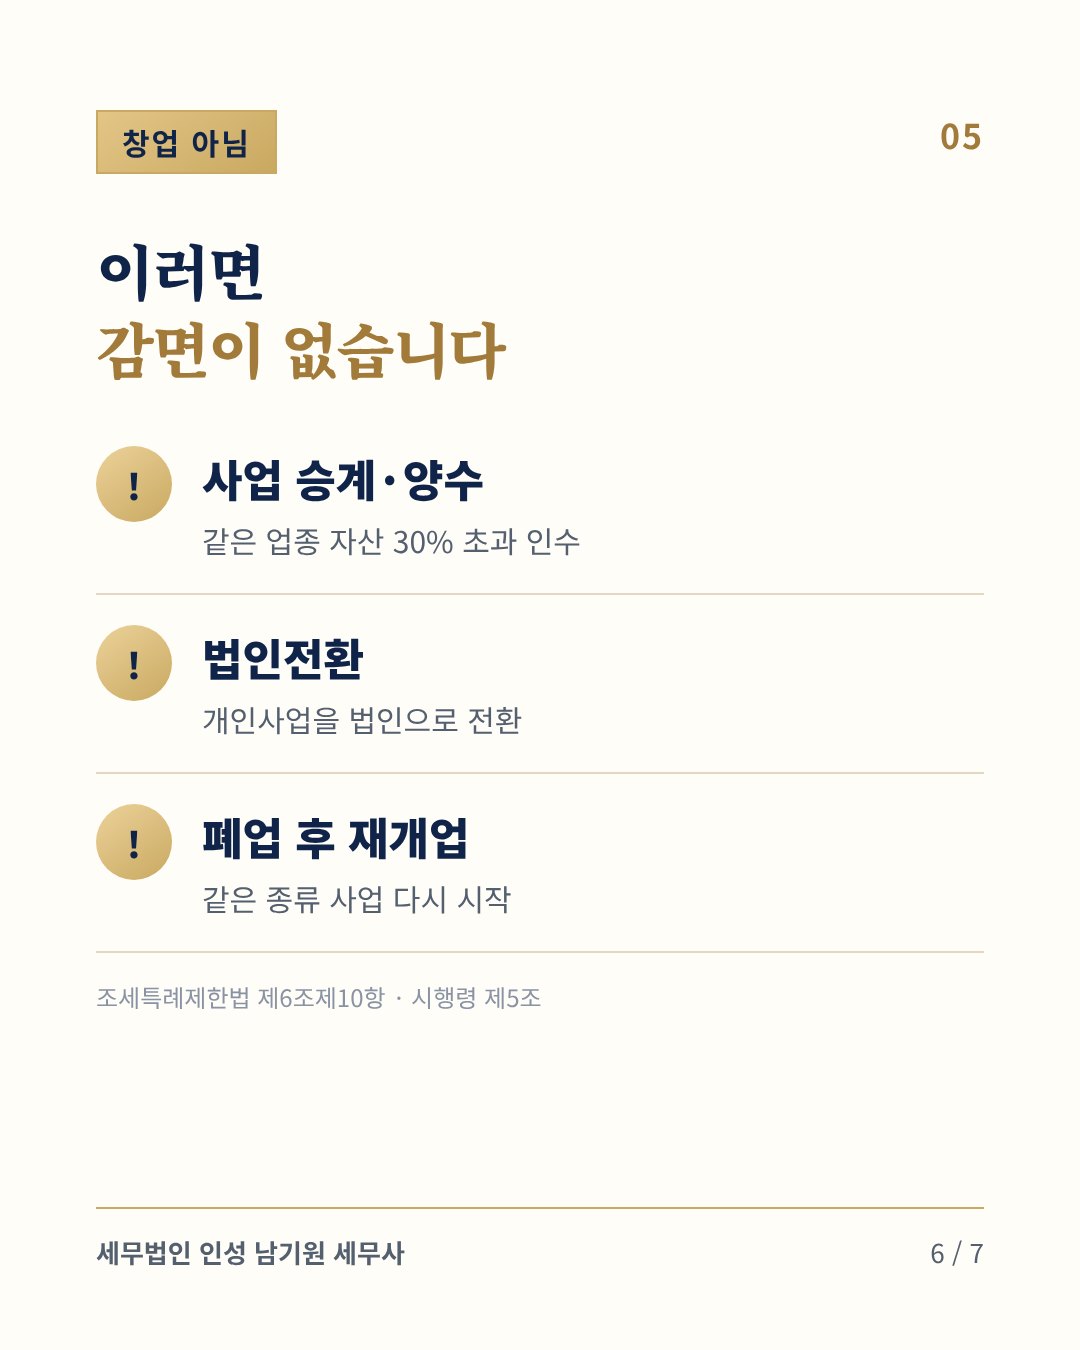 창업 아님
05
이러면
감면이 없습니다
!
사업 승계·양수
같은 업종 자산 30% 초과 인수
!
법인전환
개인사업을 법인으로 전환
!
폐업 후 재개업
같은 종류 사업 다시 시작
조세특례제한법 제6조제10항 · 시행령 제5조
세무법인 인성 남기원 세무사
6 / 7